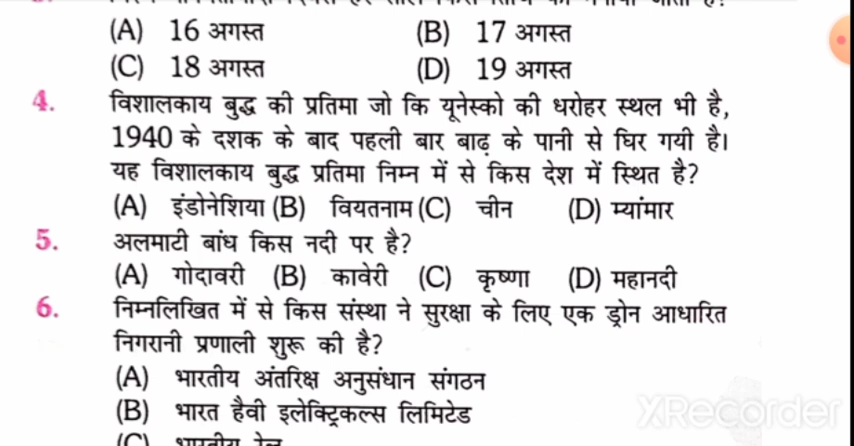 (A) 16 अगस्त (B) 17 अगस्त
(C) 18 अगस्त (D) 19 अगस्त
4. विशालकाय बुद्ध की प्रतिमा जो कि यूनेस्को की धरोहर स्थल भी है,
1940 के दशक के बाद पहली बार बाढ़ के पानी से घिर गयी है।
यह विशालकाय बुद्ध प्रतिमा निम्न में से किस देश में स्थित है?
(A) इंडोनेशिया (B) वियतनाम (C) चीन (D) म्यांमार
5. अलमाटी बांध किस नदी पर है?
(A) गोदावरी (B) कावेरी (C) कृष्णा (D) महानदी
6. निम्नलिखित में से किस संस्था ने सुरक्षा के लिए एक ड्रोन आधारित
निगरानी प्रणाली शुरू की है?
(A) भारतीय अंतरिक्ष अनुसंधान संगठन
(B) भारत हैवी इलेक्ट्रिकल्स लिमिटेड
XRecorder